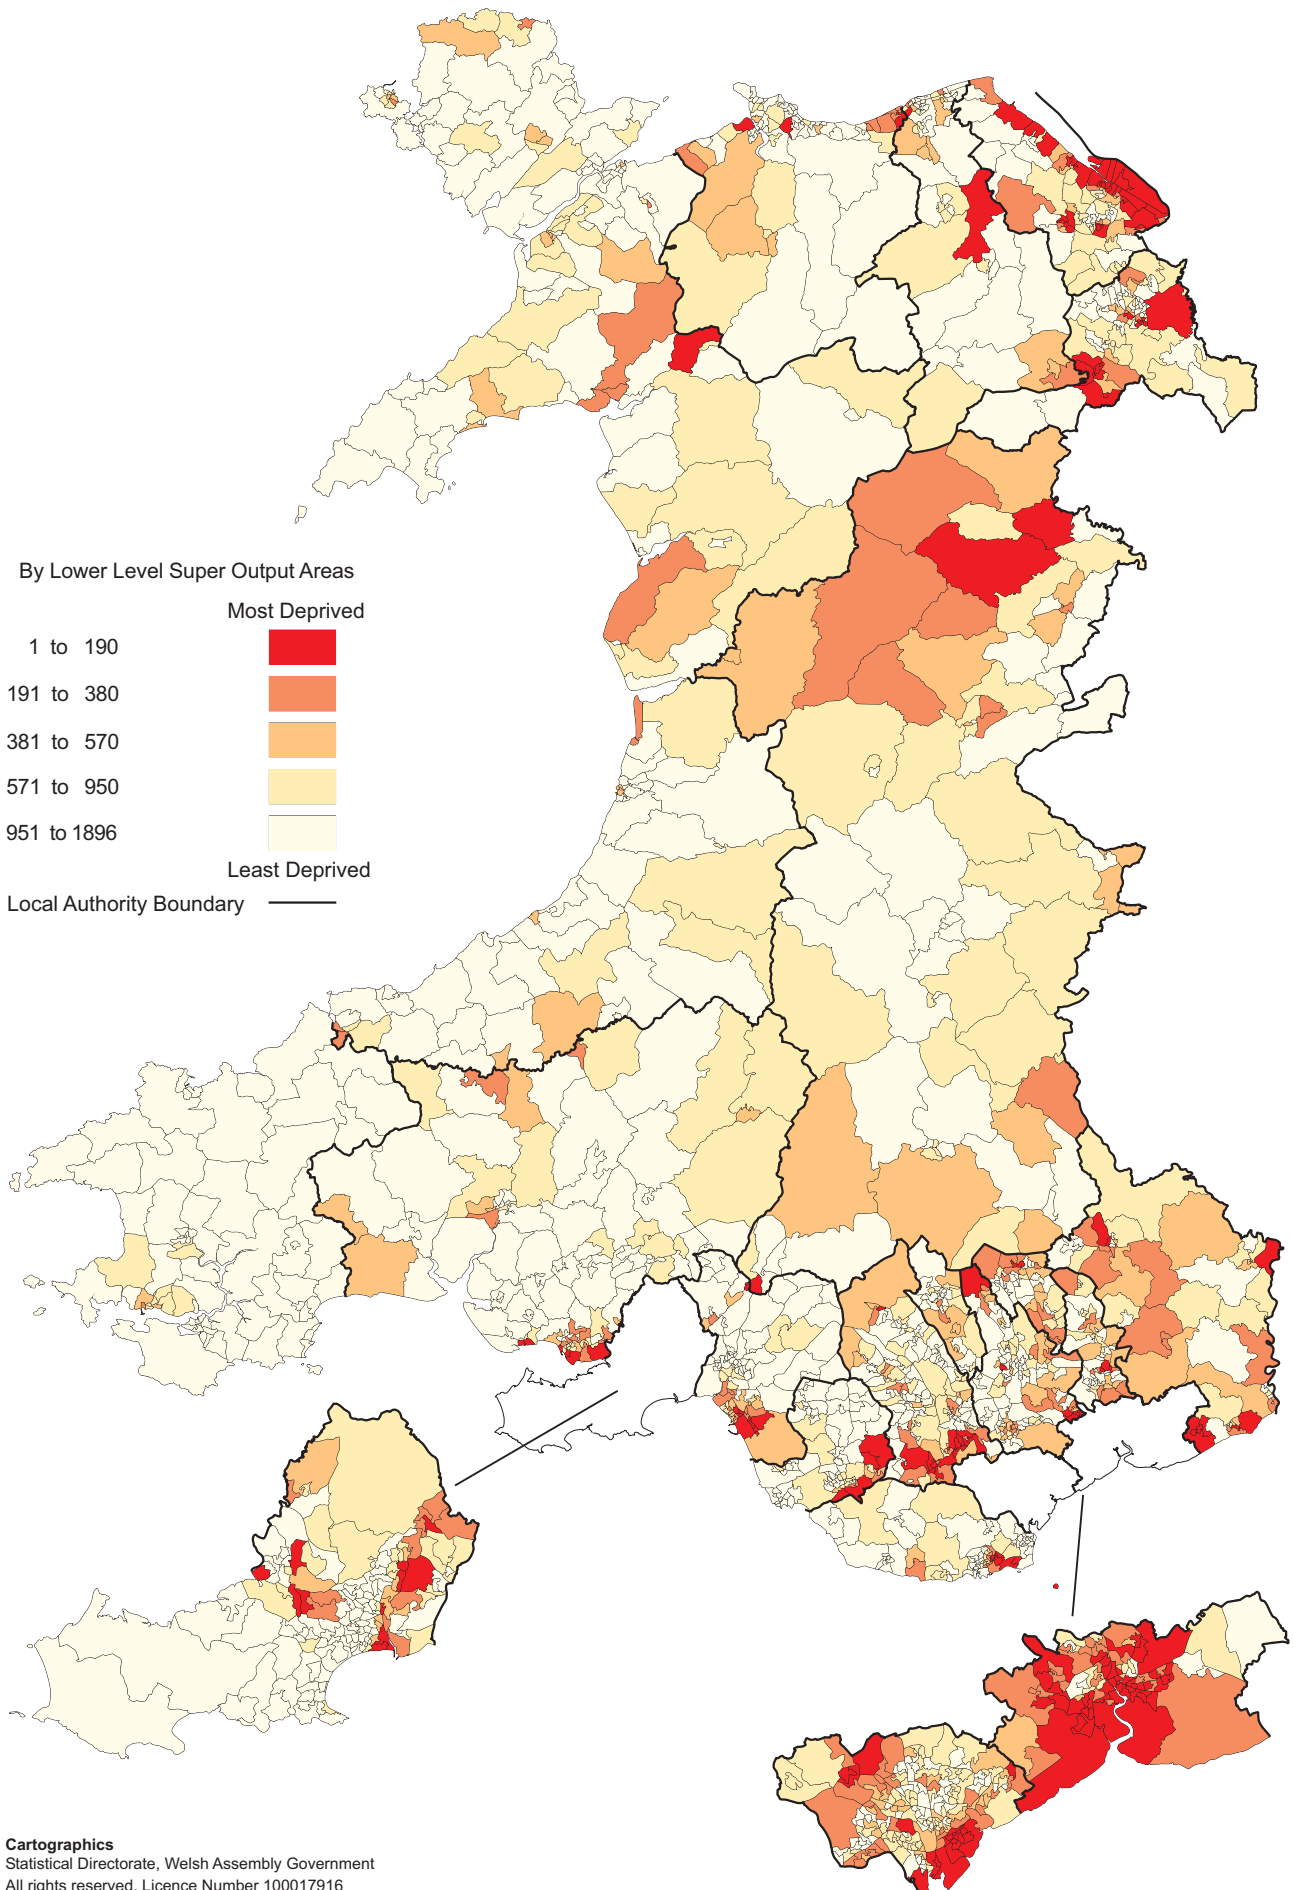 By Lower Level Super Output Areas
Most Deprived
1 to 190
191 to 380
381 to 570
571 to 950
951 to 1896
Least Deprived
Local Authority Boundary
Cartographics
Statistical Directorate, Welsh Assembly Government
All rights reserved. Licence Number 100017916